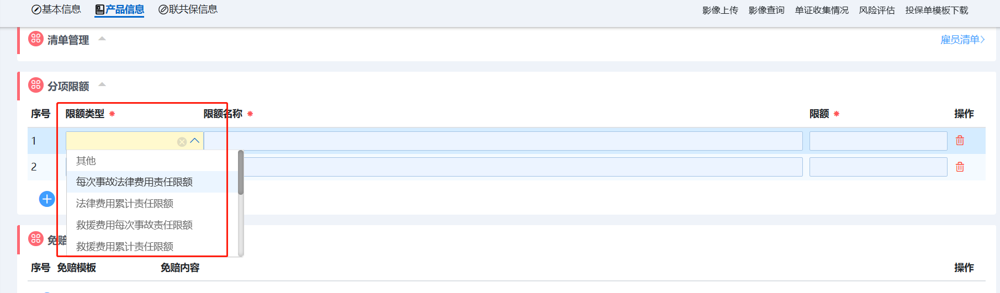 基本信息 产品信息 联共保信息 影像上传 影像查询 单证收集情况 风险评估 投保单模板下载
清单管理 雇员清单
分项限额
序号 限额类型 * 限额名称 * 限额 * 操作
1
其他
2
每次事故法律费用责任限额
法律费用累计责任限额
救援费用每次事故责任限额
免赔
救援费用累计责任限额
序号 免赔模板 免赔内容 操作